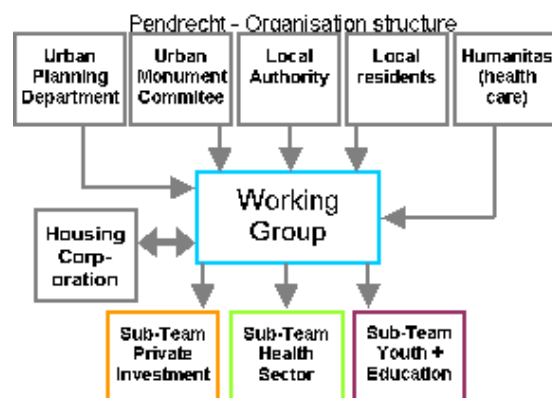 Pendrecht - Organisation structure
Urban
Planning
Department
Urban
Monument
Commitee
Local
Authority
Local
residents
Humanitas
(health
care)
Working
Group
Housing
Corp-
oration
Sub-Team
Private
Investment
Sub-Team
Health
Sector
Sub-Team
Youth +
Education